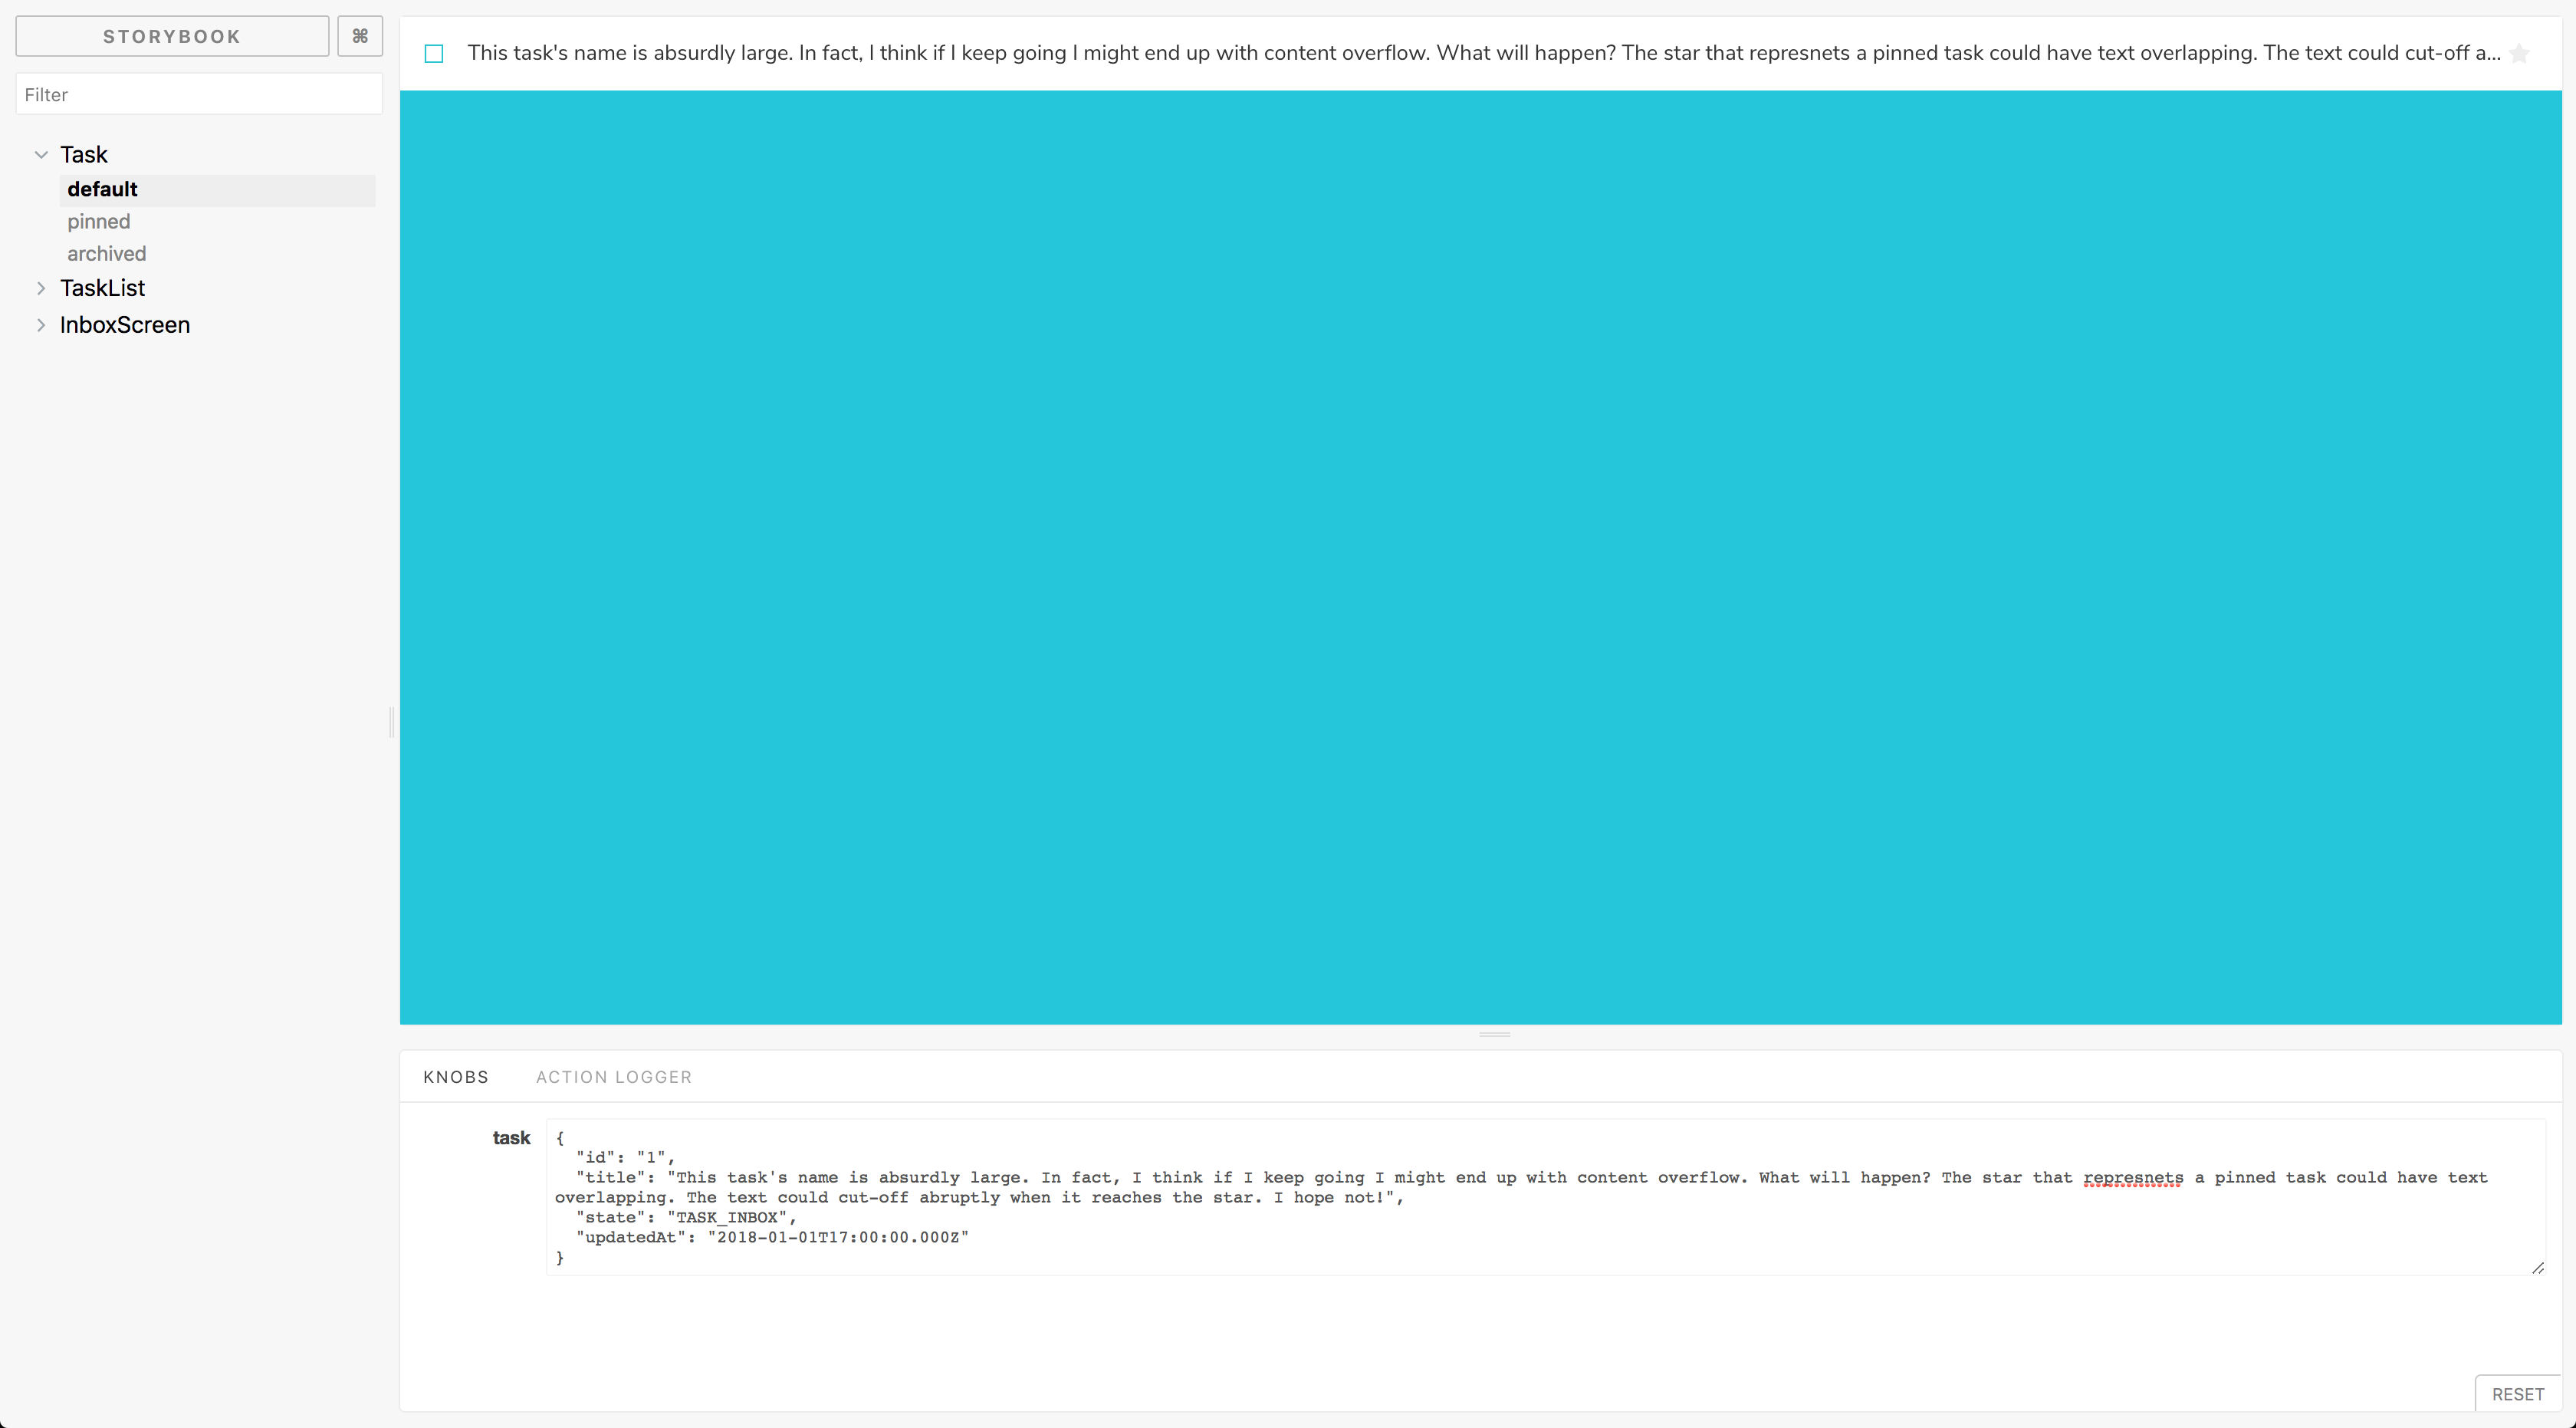 STORYBOOK ⌘
Filter
Task
default
pinned
archived
TaskList
InboxScreen
This task's name is absurdly large. In fact, I think if I keep going I might end up with content overflow. What will happen? The star that represnets a pinned task could have text overlapping. The text could cut-off a...
KNOBS ACTION LOGGER
task
{
"id": "1",
"title": "This task's name is absurdly large. In fact, I think if I keep going I might end up with content overflow. What will happen? The star that represnets a pinned task could have text
overlapping. The text could cut-off abruptly when it reaches the star. I hope not!",
"state": "TASK_INBOX",
"updatedAt": "2018-01-01T17:00:00.000Z"
}
RESET